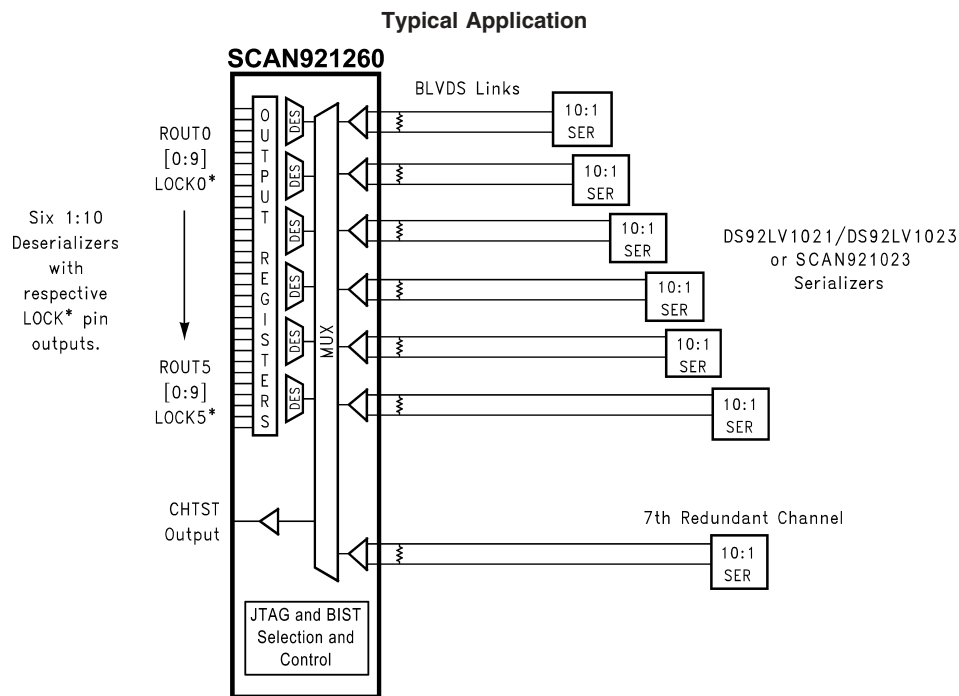 Typical Application
SCAN921260
BLVDS Links
10:1
SER
10:1
SER
10:1
SER
10:1
SER
10:1
SER
10:1
SER
DS92LV1021/DS92LV1023
or SCAN921023
Serializers
ROUT0
[0:9]
LOCK0*
Six 1:10
Deserializers
with
respective
LOCK* pin
outputs.
ROUT5
[0:9]
LOCK5*
OUTPUT REGISTERS
DES
DES
DES
DES
DES
DES
MUX
CHTST
Output
7th Redundant Channel
10:1
SER
JTAG and BIST
Selection and
Control